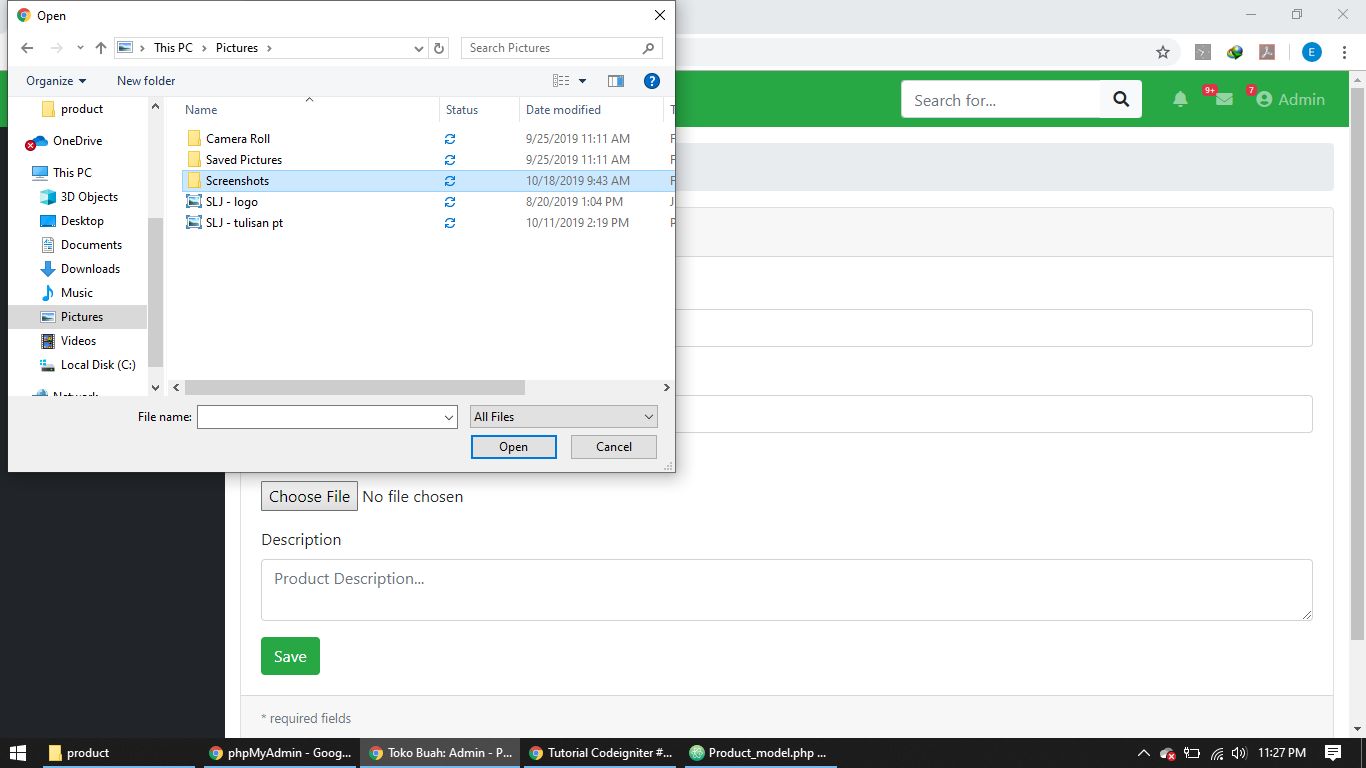 Open
This PC
Pictures
Search Pictures
Organize
New folder
product
OneDrive
This PC
3D Objects
Desktop
Documents
Downloads
Music
Pictures
Videos
Local Disk (C:)
Network
Name Status Date modified
Camera Roll 9/25/2019 11:11 AM
Saved Pictures 9/25/2019 11:11 AM
Screenshots 10/18/2019 9:43 AM
SLJ - logo 8/20/2019 1:04 PM
SLJ - tulisan pt 10/11/2019 2:19 PM
File name: All Files
Open Cancel
E
Search for... 9+ 7 Admin
Choose File No file chosen
Description
Product Description...
Save
* required fields
product phpMyAdmin - Goog... Toko Buah: Admin - P... Tutorial Codeigniter #... Product_model.php ... 11:27 PM